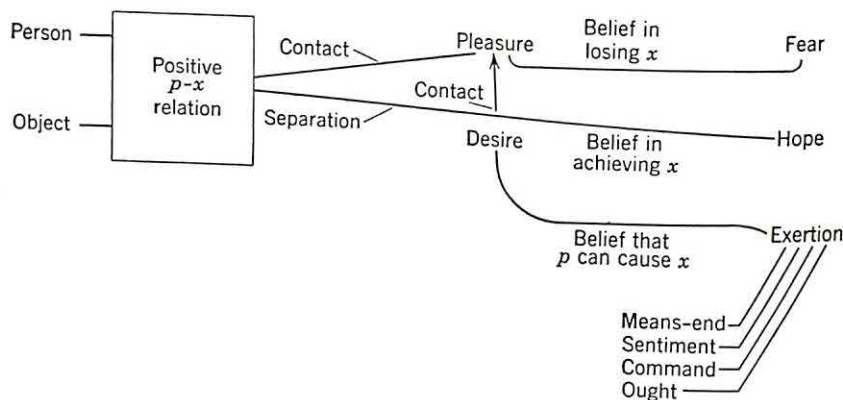 Person
Object
Positive
p-x
relation
Contact
Separation
Pleasure
Contact
Desire
Belief in
losing x
Fear
Belief in
achieving x
Hope
Belief that
p can cause x
Exertion
Means-end
Sentiment
Command
Ought